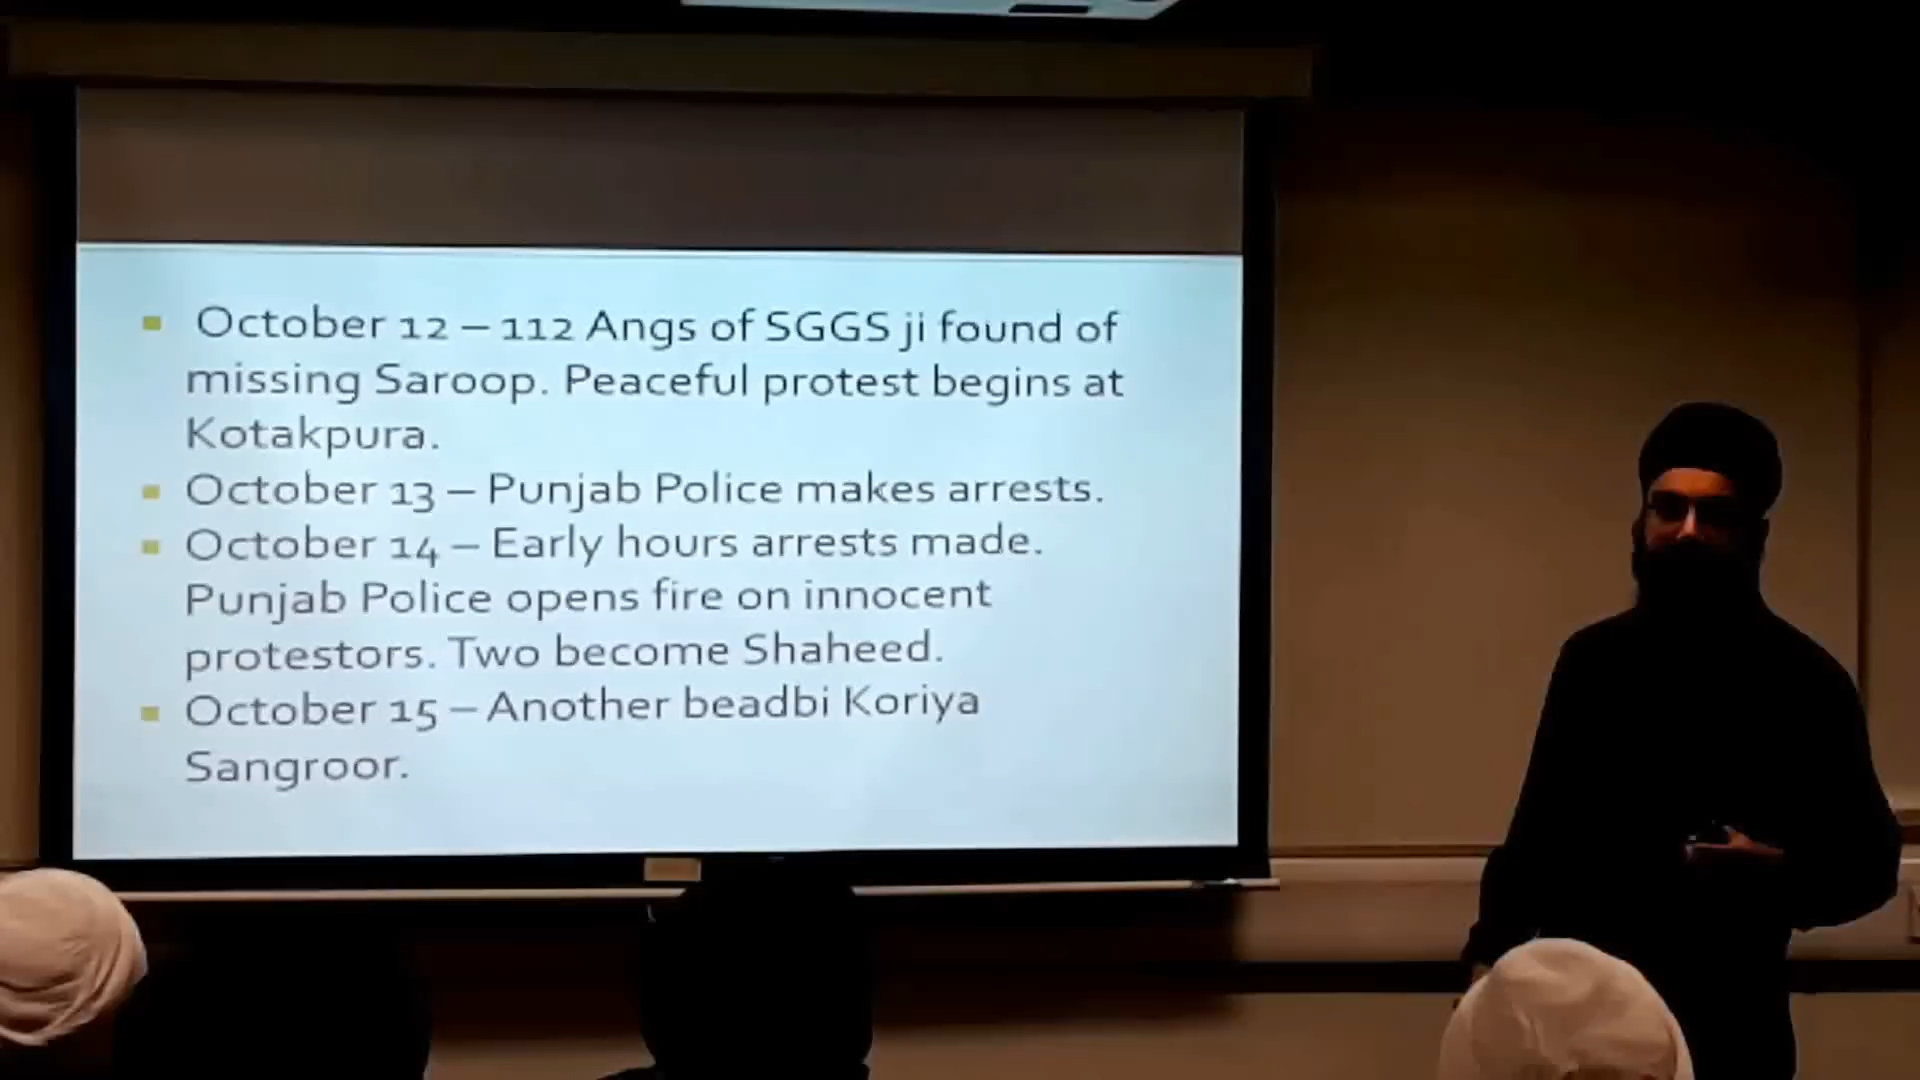 October 12 – 112 Angs of SGGS ji found of
missing Saroop. Peaceful protest begins at
Kotakpura.
October 13 – Punjab Police makes arrests.
October 14 – Early hours arrests made.
Punjab Police opens fire on innocent
protestors. Two become Shaheed.
October 15 – Another beadbi Koriya
Sangroor.